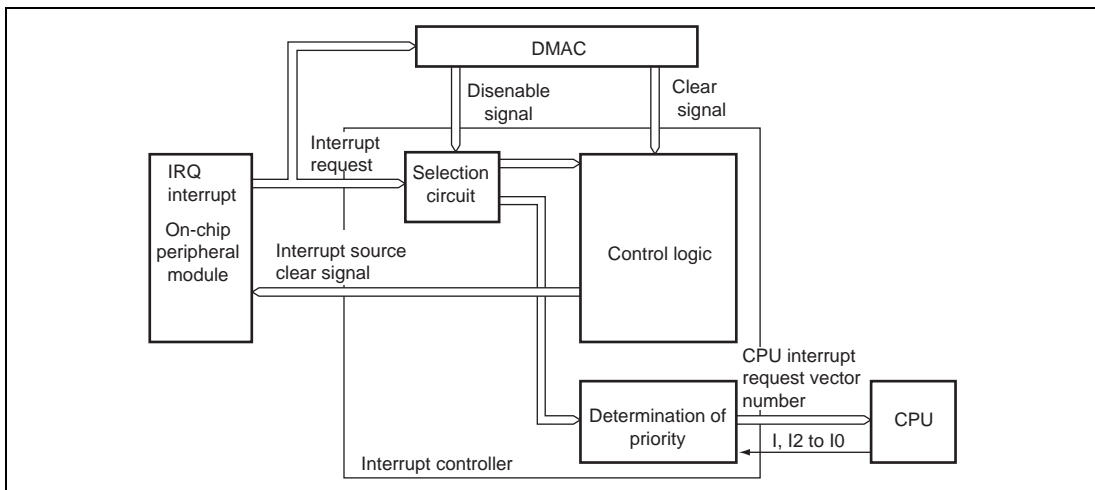 DMAC
Disenable
signal
Clear
signal
Interrupt
request
IRQ
interrupt
On-chip
peripheral
module
Selection
circuit
Interrupt source
clear signal
Control logic
CPU interrupt
request vector
number
Determination of
priority
CPU
I, I2 to I0
Interrupt controller